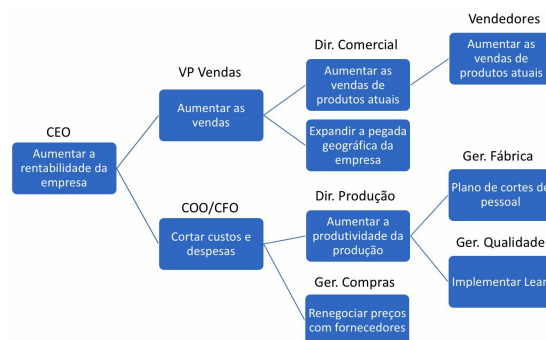 Vendedores
Aumentar as
vendas de
produtos atuais
Dir. Comercial
Aumentar as
vendas de
produtos atuais
VP Vendas
Aumentar as
vendas
Expandir a pegada
geográfica da
empresa
CEO
Aumentar a
rentabilidade da
empresa
Ger. Fábrica
Plano de cortes de
pessoal
Dir. Produção
Aumentar a
produtividade da
produção
COO/CFO
Cortar custos e
despesas
Ger. Qualidade
Implementar Lean
Ger. Compras
Renegociar preços
com fornecedores